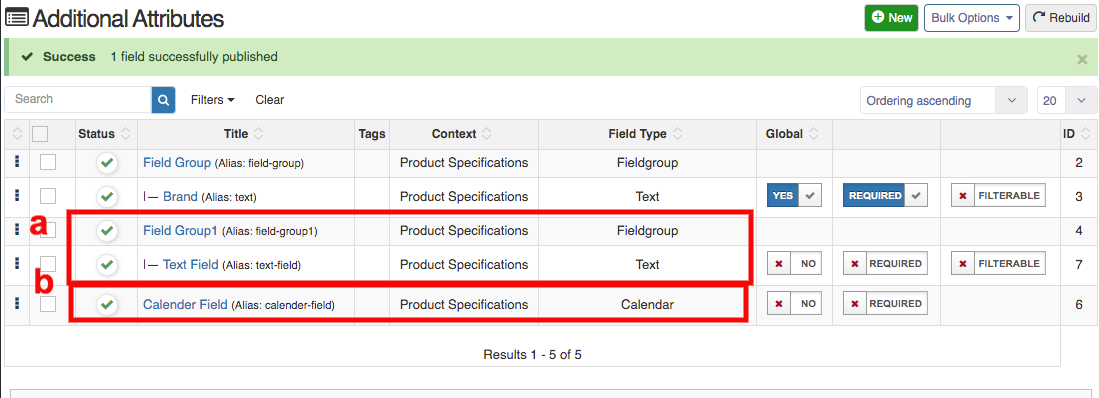 Additional Attributes
New Bulk Options Rebuild
Success 1 field successfully published ×
Search Filters Clear Ordering ascending 20
Status Title Tags Context Field Type Global ID
Field Group (Alias: field-group) Product Specifications Fieldgroup 2
|— Brand (Alias: text) Product Specifications Text YES REQUIRED FILTERABLE 3
a Field Group1 (Alias: field-group1) Product Specifications Fieldgroup 4
|— Text Field (Alias: text-field) Product Specifications Text NO REQUIRED FILTERABLE 7
b Calender Field (Alias: calender-field) Product Specifications Calendar NO REQUIRED 6
Results 1 - 5 of 5